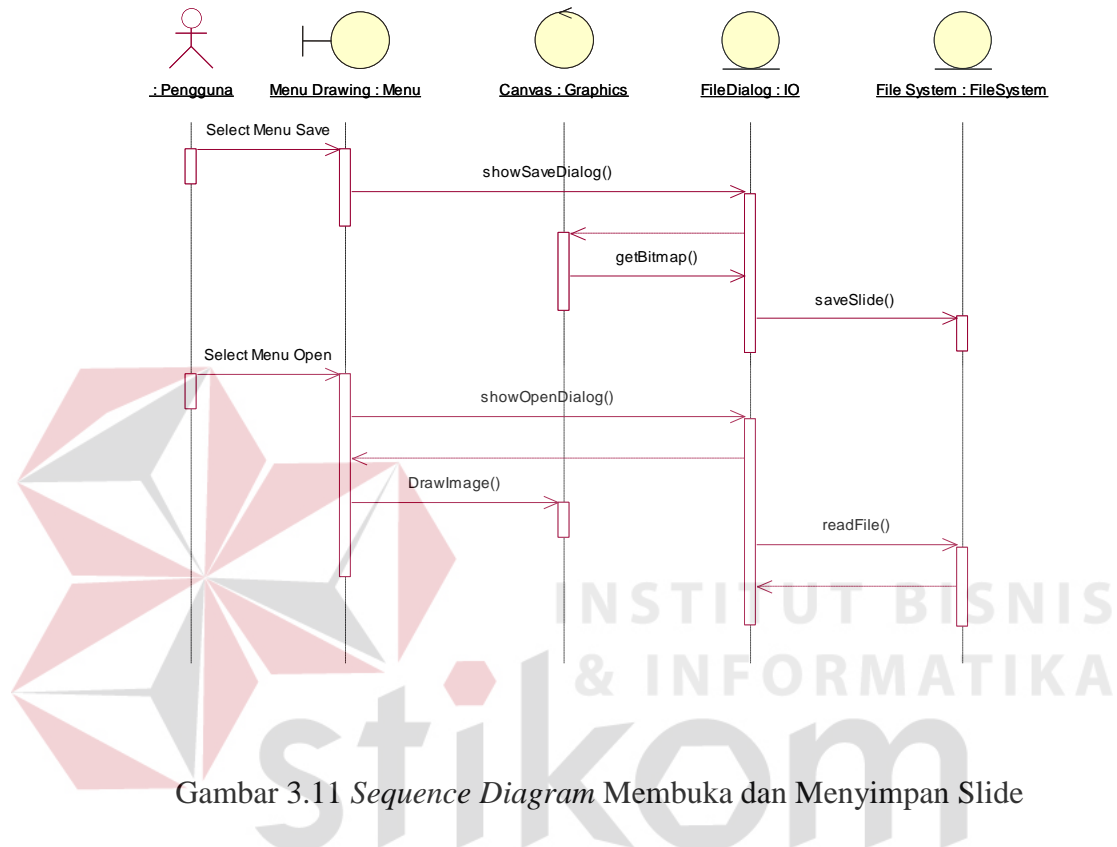 : Pengguna
Menu Drawing : Menu
Canvas : Graphics
FileDialog : IO
File System : FileSystem
Select Menu Save
showSaveDialog()
getBitmap()
saveSlide()
Select Menu Open
showOpenDialog()
DrawImage()
readFile()
INSTITUT BISNIS
& INFORMATIKA
stikom
Gambar 3.11 Sequence Diagram Membuka dan Menyimpan Slide